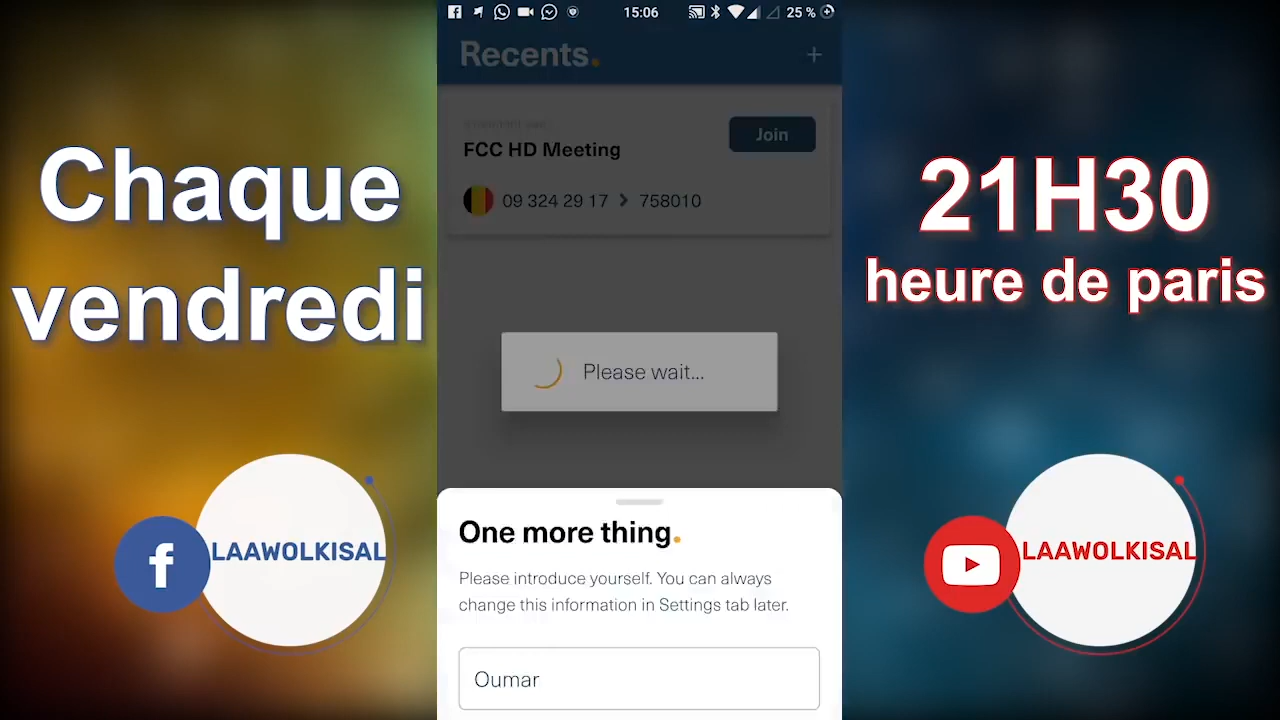 Chaque
vendredi
LAAWOLKISAL
15:06
25 %
Recents.
FCC HD Meeting
Join
09 324 29 17 > 758010
Please wait...
One more thing.
Please introduce yourself. You can always
change this information in Settings tab later.
Oumar
21H30
heure de paris
LAAWOLKISAL